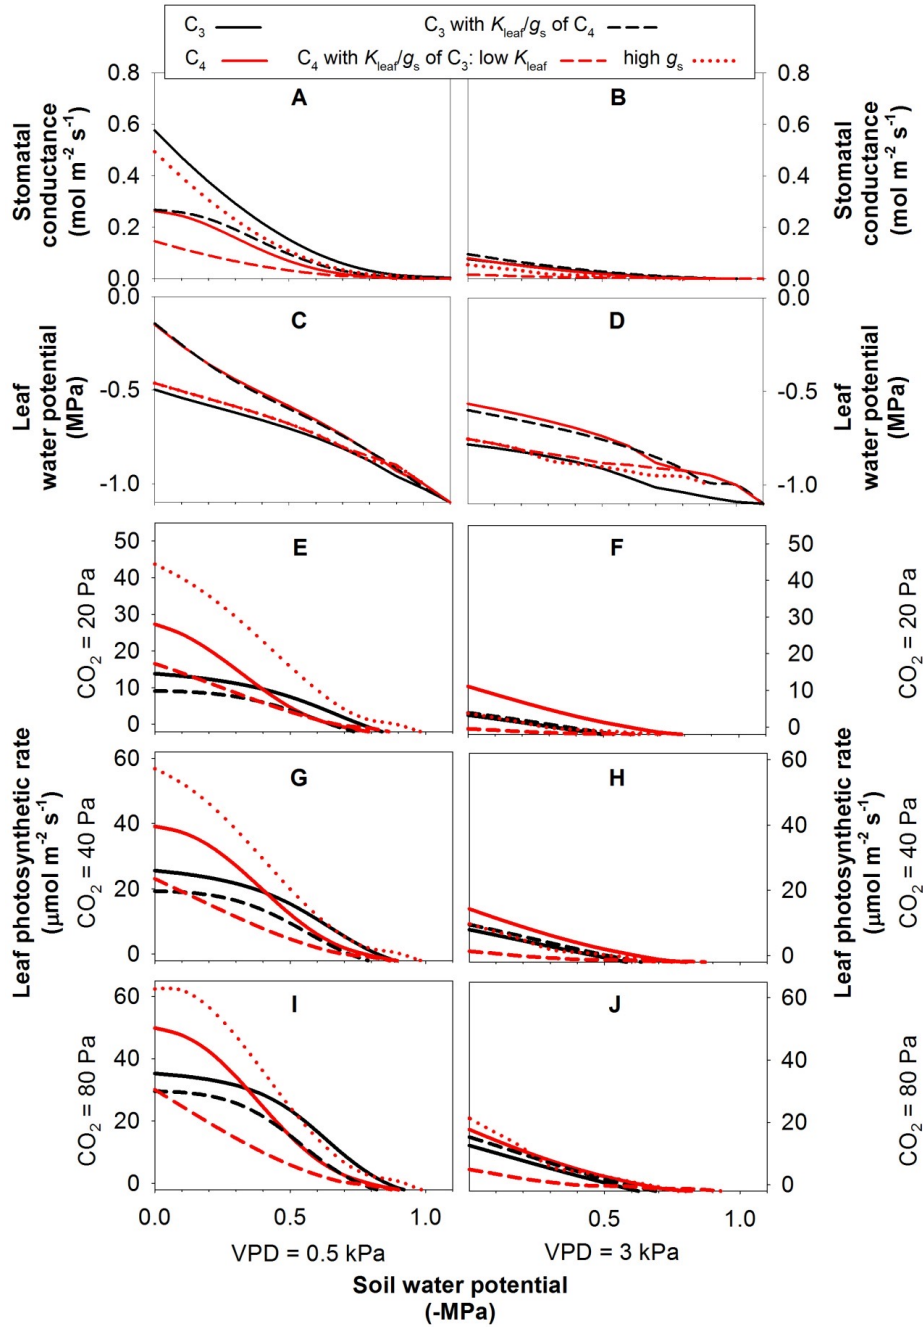 C3 C3 with Kleaf/gs of C4
C4 C4 with Kleaf/gs of C3: low Kleaf high gs
A
B
0.8
0.6
0.4
0.2
0.0
Stomatal
conductance
(mol m-2 s-1)
0.8
0.6
0.4
0.2
0.0
Stomatal
conductance
(mol m-2 s-1)
C
D
0.0
-0.5
-1.0
Leaf
water potential
(MPa)
0.0
-0.5
-1.0
Leaf
water potential
(MPa)
E
F
50
40
30
20
10
0
CO2 = 20 Pa
50
40
30
20
10
0
CO2 = 20 Pa
G
H
60
40
20
0
CO2 = 40 Pa
60
40
20
0
CO2 = 40 Pa
Leaf photosynthetic rate
(μmol m-2 s-1)
Leaf photosynthetic rate
(μmol m-2 s-1)
I
J
60
40
20
0
CO2 = 80 Pa
60
40
20
0
CO2 = 80 Pa
0.0 0.5 1.0
0.5 1.0
VPD = 0.5 kPa VPD = 3 kPa
Soil water potential
(-MPa)